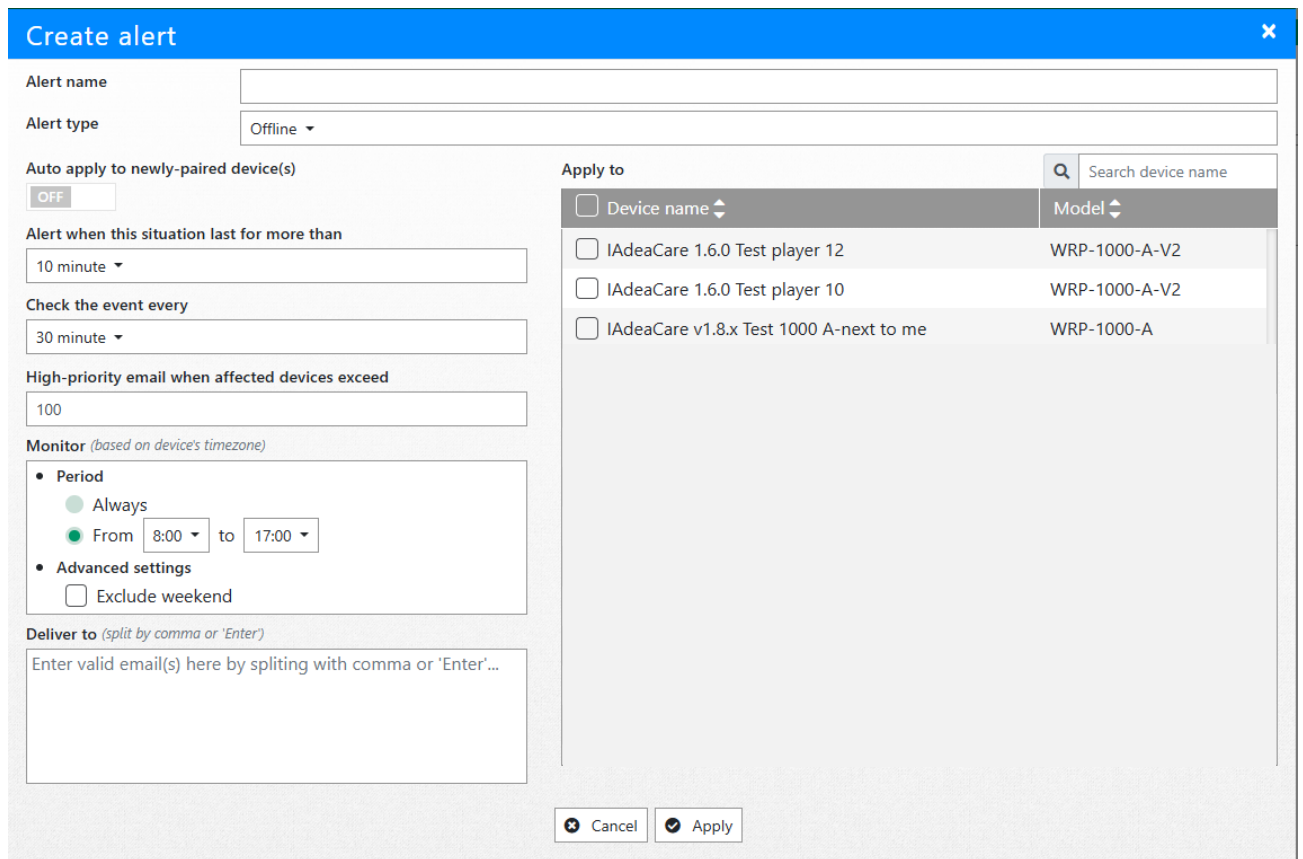 Create alert
Alert name
Alert type
Offline
Auto apply to newly-paired device(s)
OFF
Alert when this situation last for more than
10 minute
Check the event every
30 minute
High-priority email when affected devices exceed
100
Monitor (based on device's timezone)
Period
Always
From 8:00 to 17:00
Advanced settings
Exclude weekend
Deliver to (split by comma or 'Enter')
Enter valid email(s) here by spliting with comma or 'Enter'...
Apply to
Search device name
Device name Model
IAdeaCare 1.6.0 Test player 12 WRP-1000-A-V2
IAdeaCare 1.6.0 Test player 10 WRP-1000-A-V2
IAdeaCare v1.8.x Test 1000 A-next to me WRP-1000-A
Cancel Apply